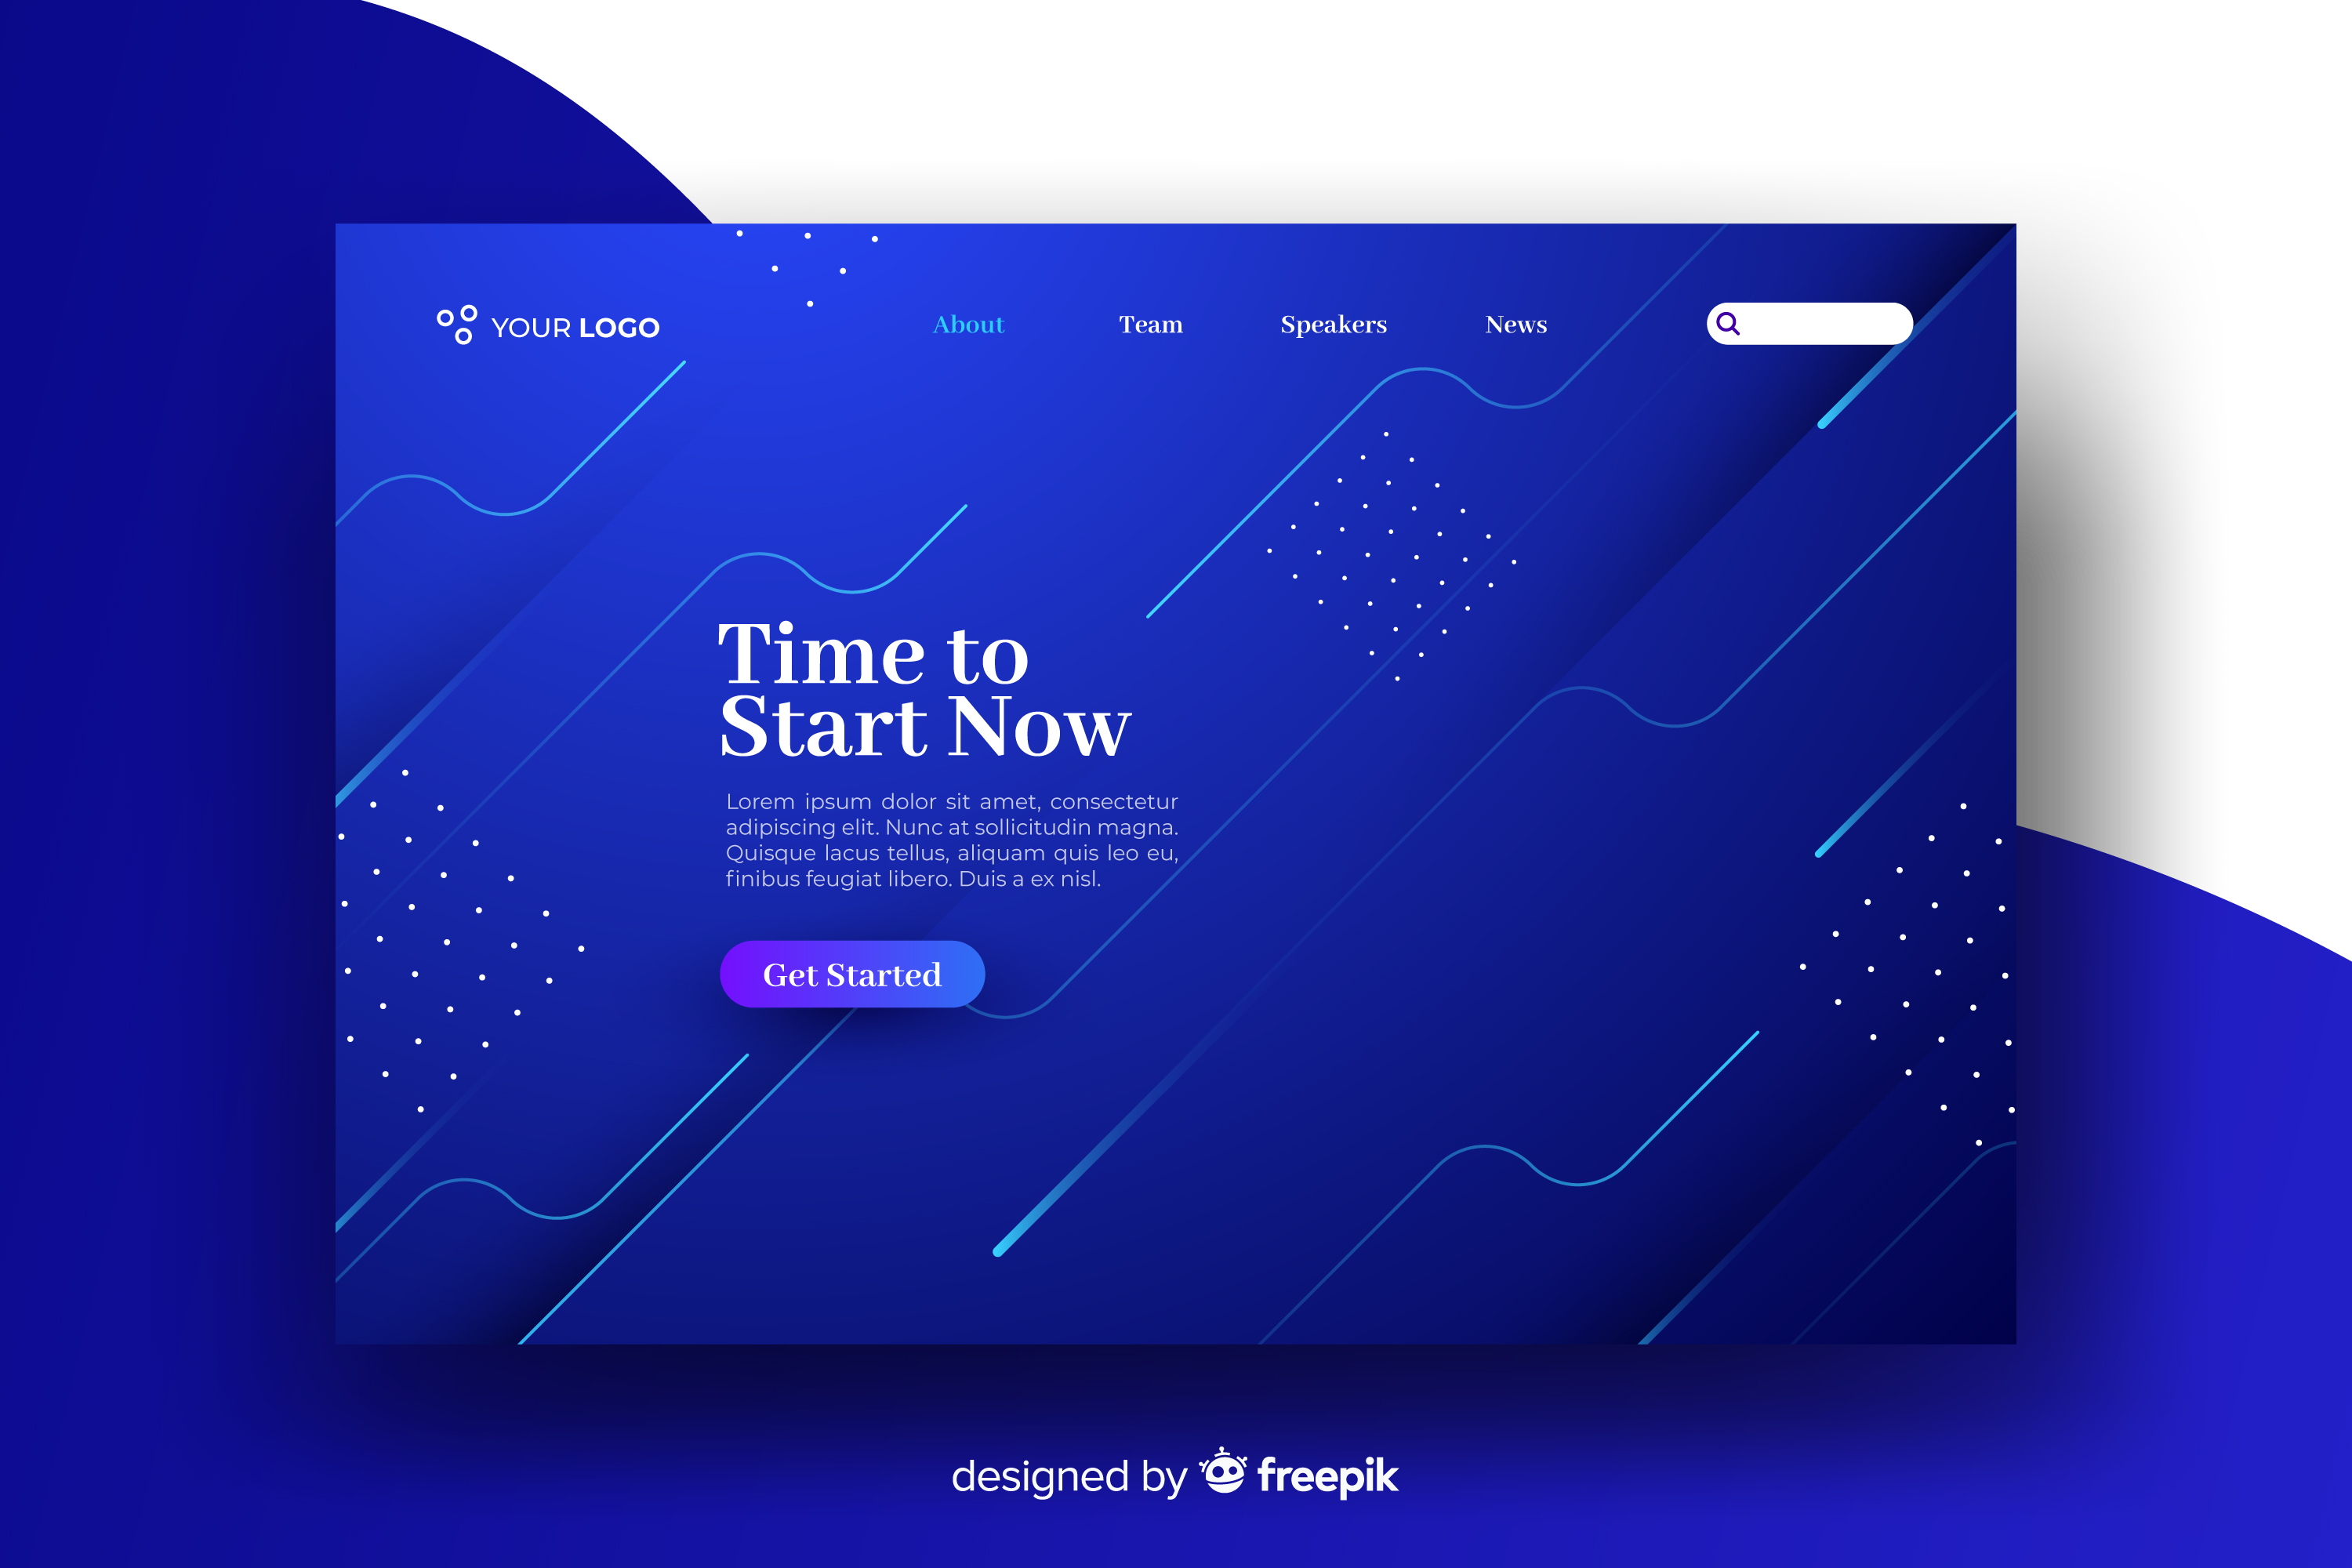 YOUR LOGO
About Team Speakers News
Time to
Start Now
Lorem ipsum dolor sit amet, consectetur
adipiscing elit. Nunc at sollicitudin magna.
Quisque lacus tellus, aliquam quis leo eu,
finibus feugiat libero. Duis a ex nisl.
Get Started
designed by freepik